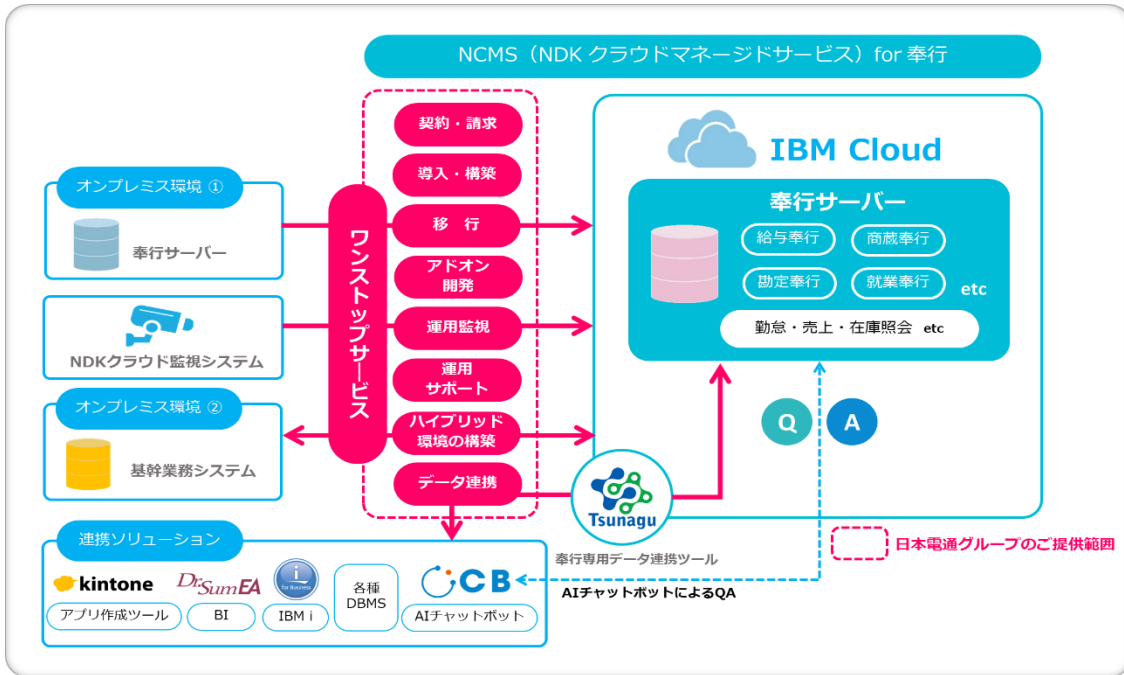 NCMS（NDK クラウドマネージドサービス）for 奉行
契約・請求
導入・構築
移 行
アドオン
開発
運用監視
運用
サポート
ハイブリッド
環境の構築
データ連携
ワンストップサービス
オンプレミス環境 ①
奉行サーバー
NDKクラウド監視システム
オンプレミス環境 ②
基幹業務システム
IBM Cloud
奉行サーバー
給与奉行
商蔵奉行
勘定奉行
就業奉行
etc
勤怠・売上・在庫照会 etc
Q
A
Tsunagu
奉行専用データ連携ツール
日本電通グループのご提供範囲
AIチャットボットによるQA
連携ソリューション
kintone
アプリ作成ツール
Dr.Sum EA
BI
i
for Business
IBM i
各種
DBMS
CB
AIチャットボット